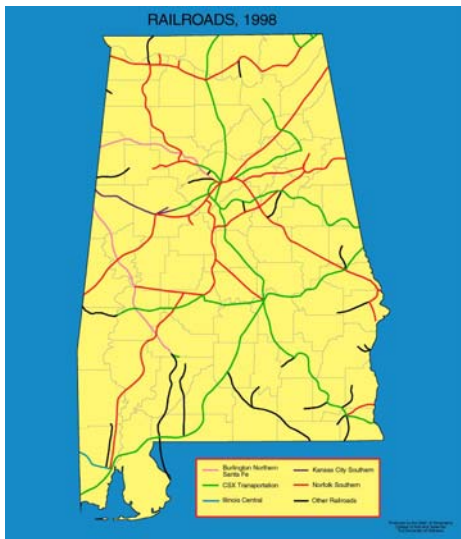 RAILROADS, 1998
Burlington Northern
Santa Fe
CSX Transportation
Illinois Central
Kansas City Southern
Norfolk Southern
Other Railroads